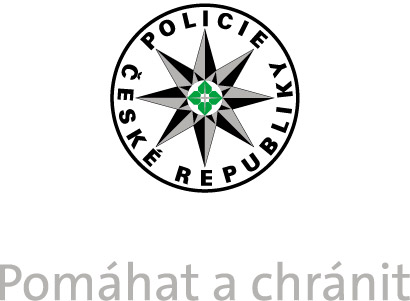 POLICIE
ČESKÉ REPUBLIKY
Pomáhat a chránit